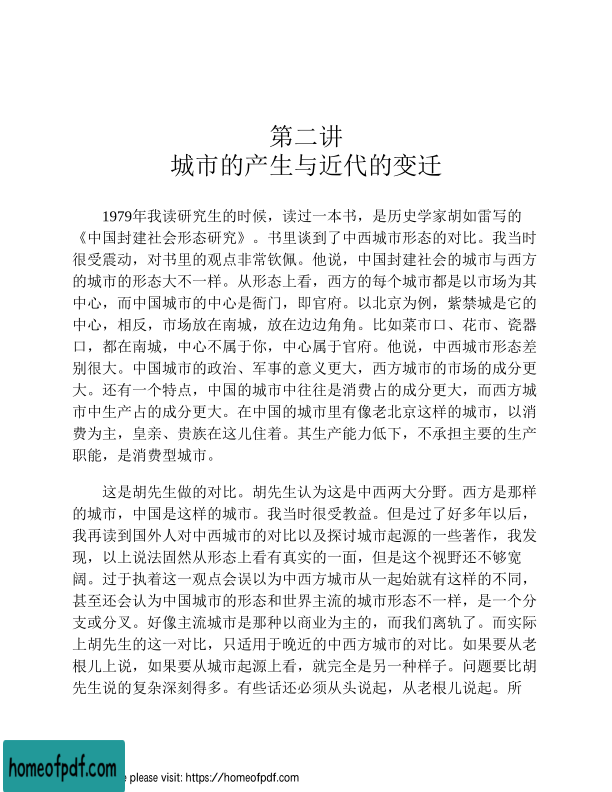 第二讲
城市的产生与近代的变迁
1979年我读研究生的时候，读过一本书，是历史学家胡如雷写的
《中国封建社会形态研究》。书里谈到了中西城市形态的对比。我当时
很受震动，对书里的观点非常钦佩。他说，中国封建社会的城市与西方
的城市的形态大不一样。从形态上看，西方的每个城市都是以市场为其
中心，而中国城市的中心是衙门，即官府。以北京为例，紫禁城是它的
中心，相反，市场放在南城，放在边边角角。比如菜市口、花市、瓷器
口，都在南城，中心不属于你，中心属于官府。他说，中西城市形态差
别很大。中国城市的政治、军事的意义更大，西方城市的市场的成分更
大。还有一个特点，中国的城市中往往是消费占的成分更大，而西方城
市中生产占的成分更大。在中国的城市里有像老北京这样的城市，以消
费为主，皇亲、贵族在这儿住着。其生产能力低下，不承担主要的生产
职能，是消费型城市。
这是胡先生做的对比。胡先生认为这是中西两大分野。西方是那样
的城市，中国是这样的城市。我当时很受教益。但是过了好多年以后，
我再读到国外人对中西城市的对比以及探讨城市起源的一些著作，我发
现，以上说法固然从形态上看有真实的一面，但是这个视野还不够宽
阔。过于执着这一观点会误以为中西方城市从一起始就有这样的不同，
甚至还会认为中国城市的形态和世界主流的城市形态不一样，是一个分
支或分叉。好像主流城市是那种以商业为主的，而我们离轨了。而实际
上胡先生的这一对比，只适用于晚近的中西方城市的对比。如果要从老
根儿上说，如果要从城市起源上看，就完全是另一种样子。问题要比胡
先生说的复杂深刻得多。有些话还必须从头说起，从老根儿说起。所
homeofpdf.com
please visit: https://homeofpdf.com